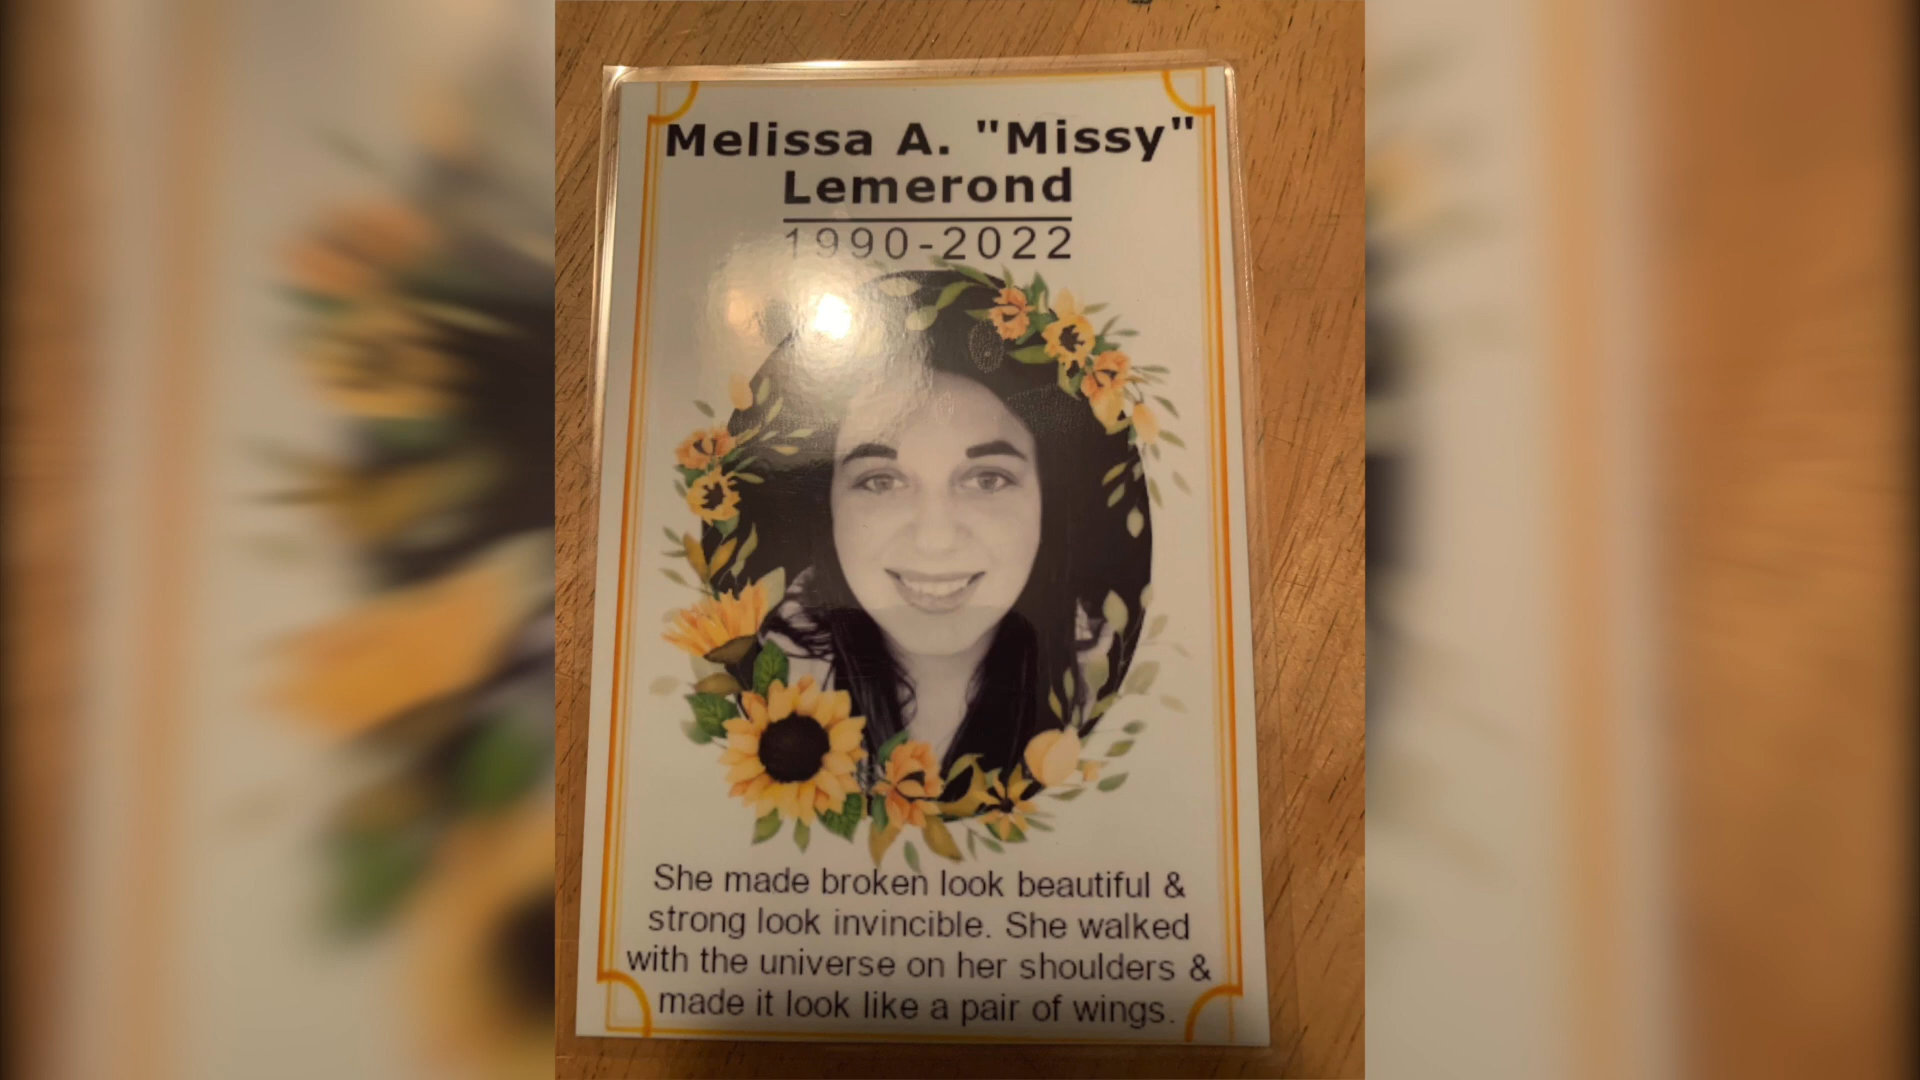 Melissa A. "Missy"
Lemerond
1990-2022
She made broken look beautiful &
strong look invincible. She walked
with the universe on her shoulders &
made it look like a pair of wings.